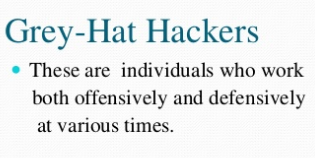 Grey-Hat Hackers
• These are individuals who work
both offensively and defensively
at various times.